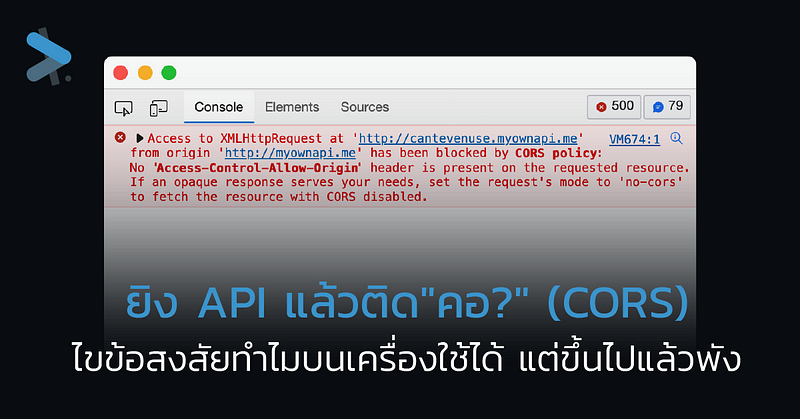 Console Elements Sources 500 79
Access to XMLHttpRequest at 'http://cantevenuse.myownapi.me' VM674:1
from origin 'http://myownapi.me' has been blocked by CORS policy:
No 'Access-Control-Allow-Origin' header is present on the requested resource.
If an opaque response serves your needs, set the request's mode to 'no-cors'
to fetch the resource with CORS disabled.
ยิง API แล้วติด"คอ?" (CORS)
ไขข้อสงสัยทำไมบนเครื่องใช้ได้ แต่ขึ้นไปแล้วพัง